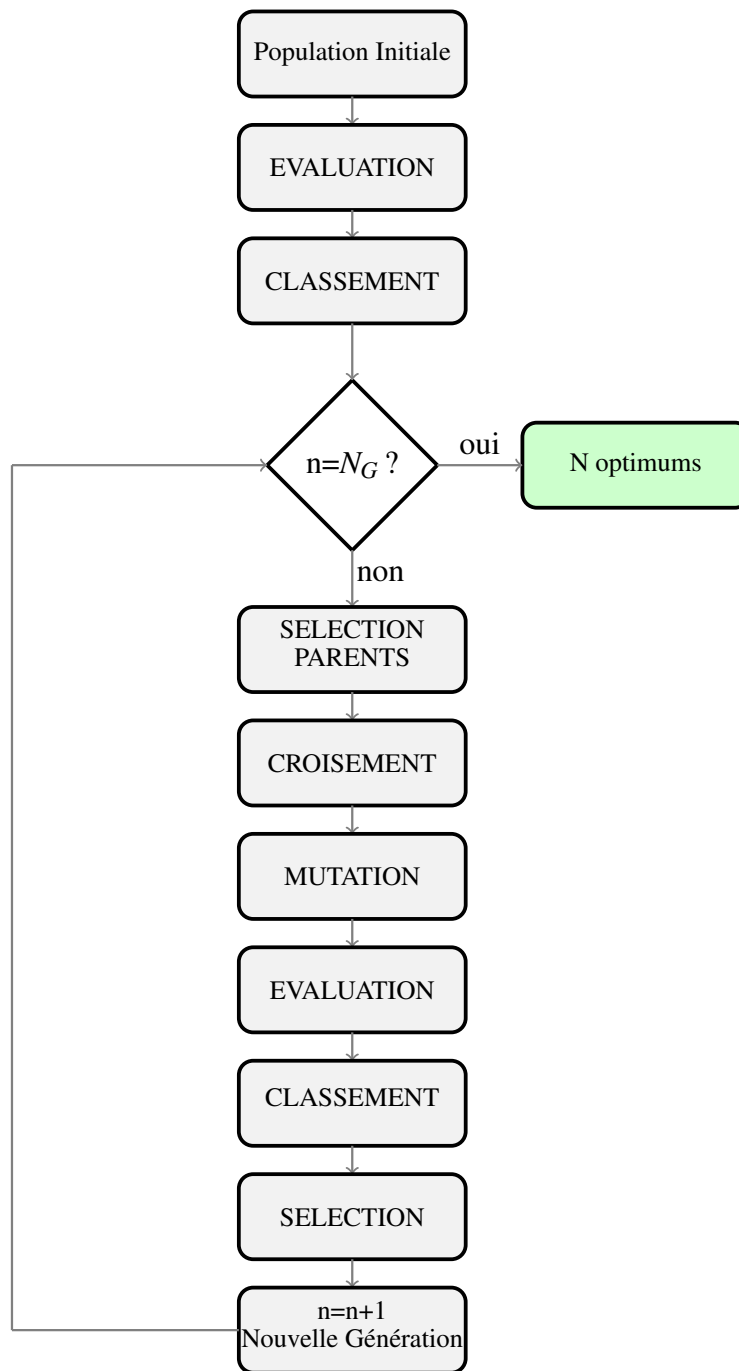 Population Initiale
EVALUATION
CLASSEMENT
n=N_G ?
oui
N optimums
non
SELECTION
PARENTS
CROISEMENT
MUTATION
EVALUATION
CLASSEMENT
SELECTION
n=n+1
Nouvelle Génération